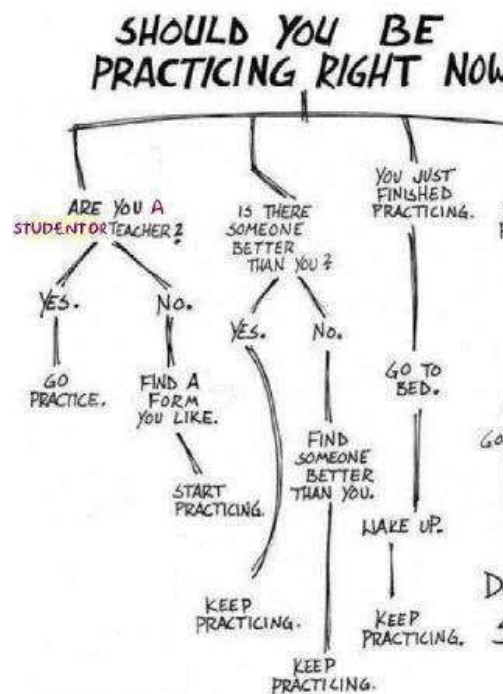 SHOULD YOU BE
PRACTICING RIGHT NOW
ARE YOU A
STUDENTOR TEACHER?
YES.
NO.
GO
PRACTICE.
FIND A
FORM
YOU LIKE.
START
PRACTICING.
IS THERE
SOMEONE
BETTER
THAN YOU?
YES.
NO.
KEEP
PRACTICING.
FIND
SOMEONE
BETTER
THAN YOU.
KEEP
PRACTICING.
YOU JUST
FINISHED
PRACTICING.
GO TO
BED.
WAKE UP.
KEEP
PRACTICING.
GO